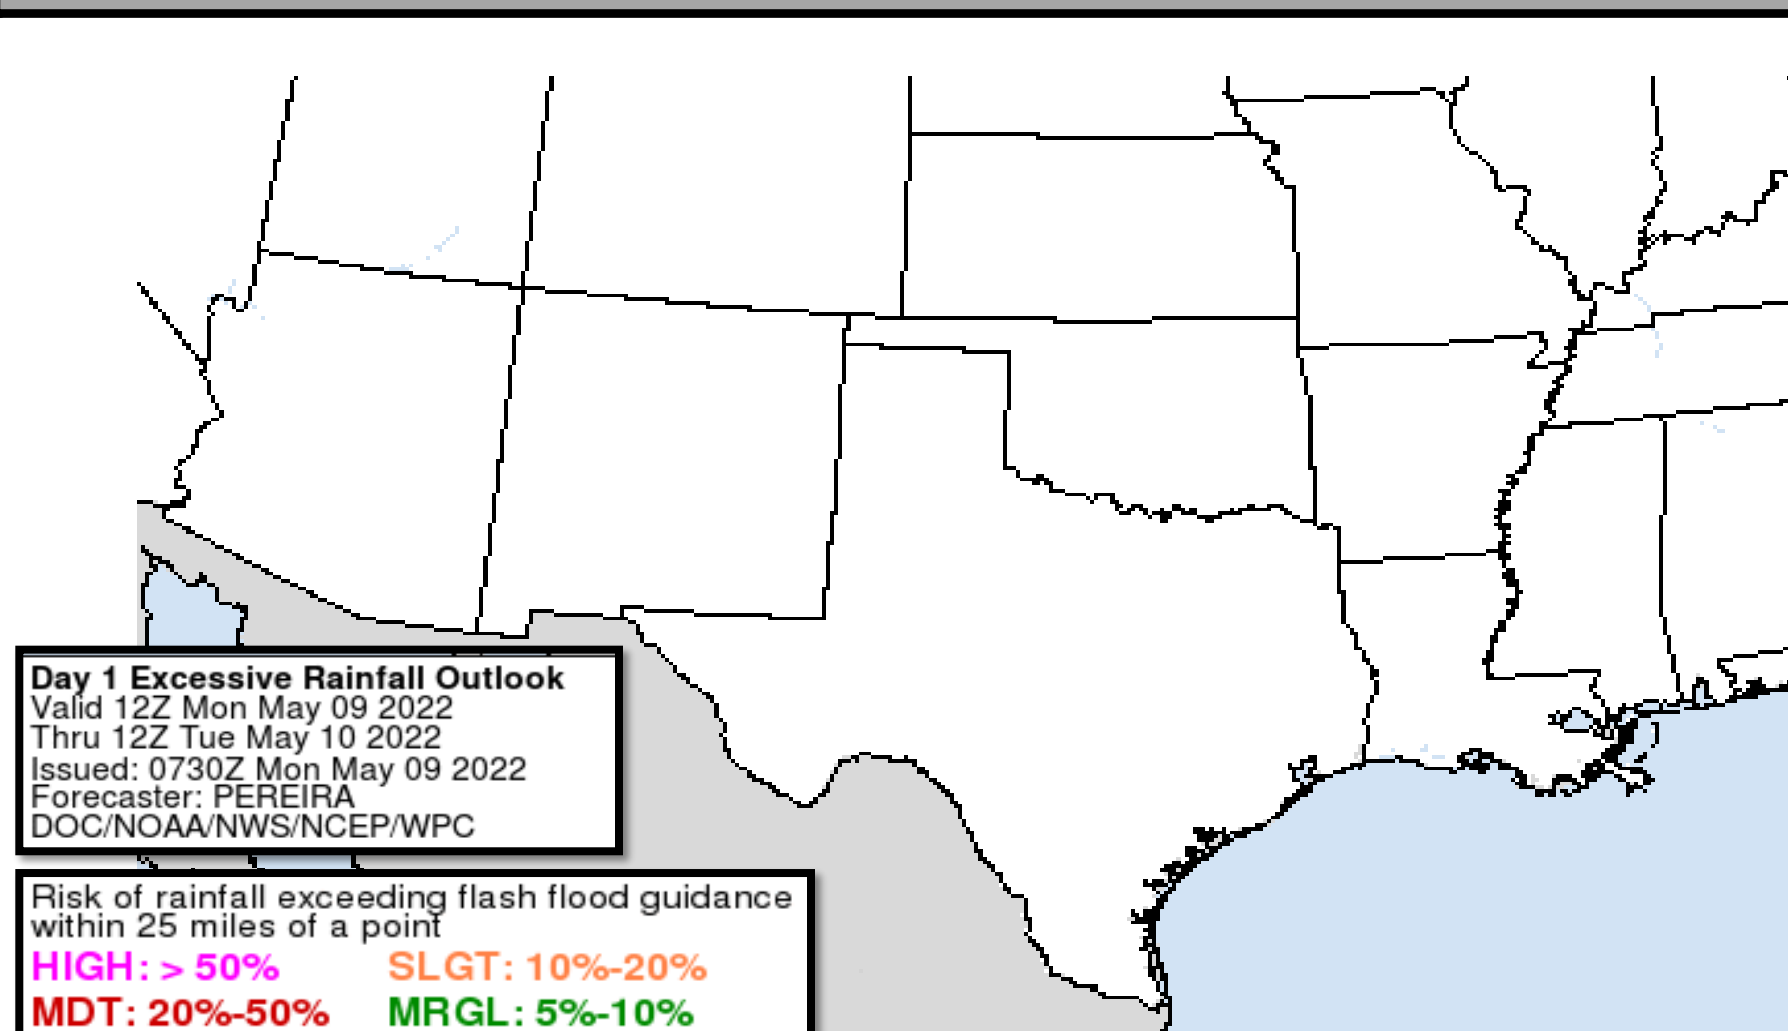 Day 1 Excessive Rainfall Outlook
Valid 12Z Mon May 09 2022
Thru 12Z Tue May 10 2022
Issued: 0730Z Mon May 09 2022
Forecaster: PEREIRA
DOC/NOAA/NWS/NCEP/WPC
Risk of rainfall exceeding flash flood guidance
within 25 miles of a point
HIGH: > 50% SLGT: 10%-20%
MDT: 20%-50% MRGL: 5%-10%